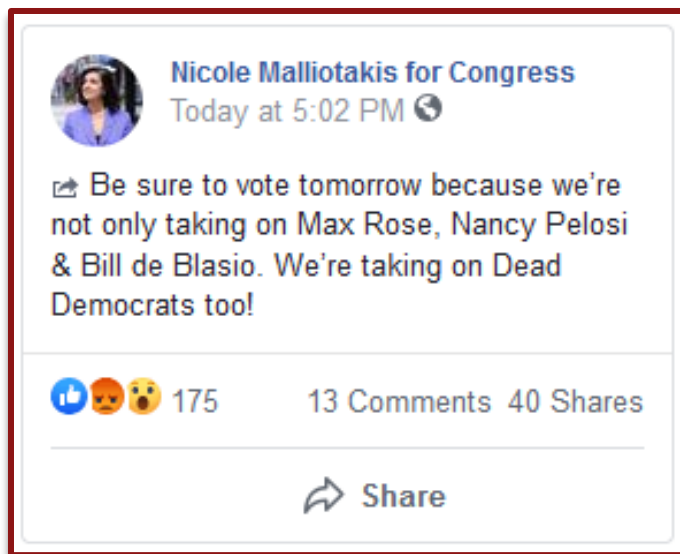 Nicole Malliotakis for Congress
Today at 5:02 PM
Be sure to vote tomorrow because we’re
not only taking on Max Rose, Nancy Pelosi
& Bill de Blasio. We’re taking on Dead
Democrats too!
175 13 Comments 40 Shares
Share